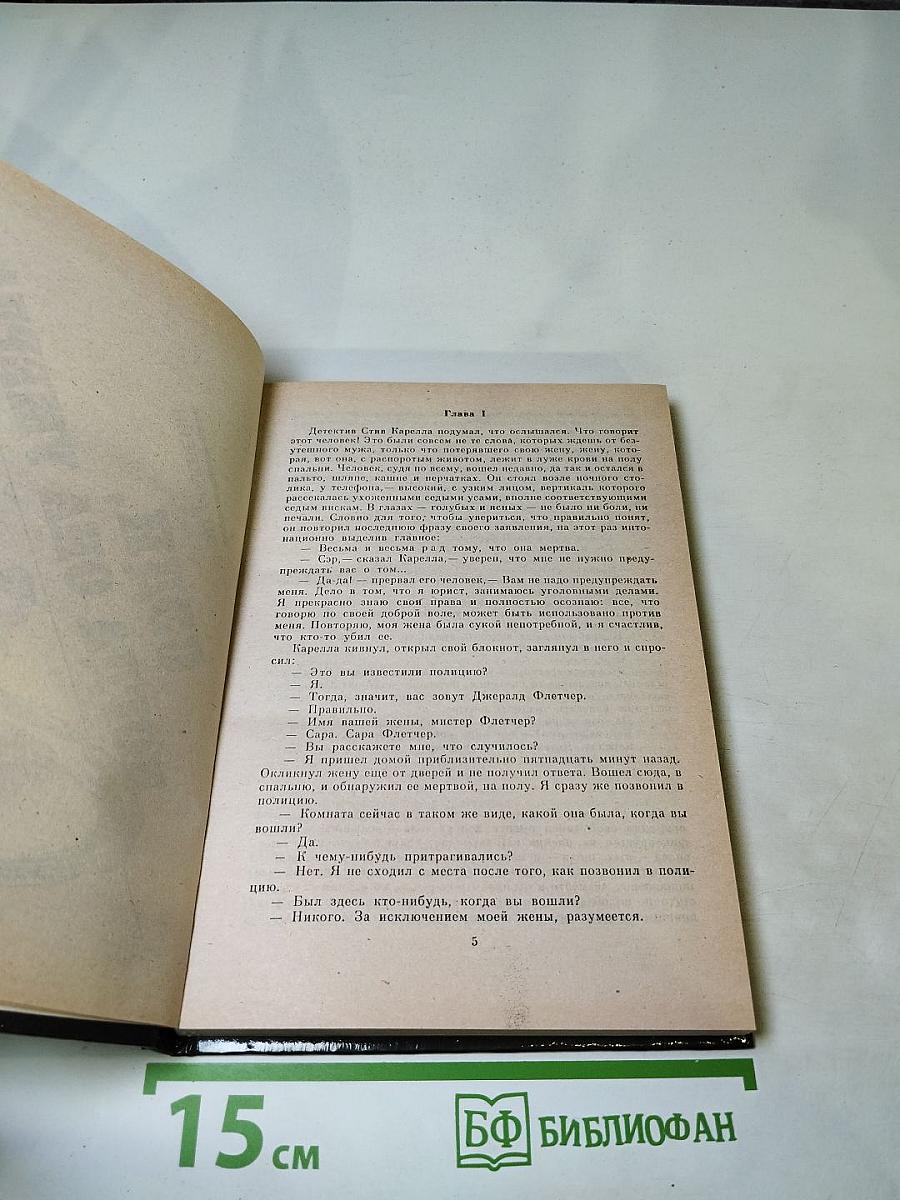 Глава 1
Детектив Стив Карелла подумал, что ослышался. Что говорит
этот человек! Это были совсем не те слова, которых ждешь от без-
утешного мужа, только что потерявшего свою жену, жену, кото-
рая, вот она, с распоротым животом, лежит в луже крови на полу
спальни. Человек, судя по всему, вошел недавно, да так и остался в
пальто, шляпе, кашне и перчатках. Он стоял возле ночного сто-
лика, у телефона,— высокий, с узким лицом, вертикаль которого
рассекалась ухоженными седыми усами, вполне соответствующими
седым вискам. В глазах — голубых и ясных — не было ни боли, ни
печали. Словно для того, чтобы увериться, что правильно понят,
он повторил последнюю фразу своего заявления, на этот раз инто-
национно выделив главное:
— Весьма и весьма рад тому, что она мертва.
— Сэр,— сказал Карелла,— уверен, что мне не нужно преду-
преждать вас о том...
— Да-да! — прервал его человек,— Вам не надо предупреждать
меня. Дело в том, что я юрист, занимаюсь уголовными делами.
Я прекрасно знаю свои права и полностью осознаю: все, что
говорю по своей доброй воле, может быть использовано против
меня. Повторяю, моя жена была сукой непотребной, и я счастлив,
что кто-то убил ее.
Карелла кивнул, открыл свой блокнот, заглянул в него и спро-
сил:
— Это вы известили полицию?
— Я.
— Тогда, значит, вас зовут Джералд Флетчер.
— Правильно.
— Имя вашей жены, мистер Флетчер?
— Сара. Сара Флетчер.
— Вы расскажете мне, что случилось?
— Я пришел домой приблизительно пятнадцать минут назад.
Окликнул жену еще от дверей и не получил ответа. Вошел сюда, в
спальню, и обнаружил ее мертвой, на полу. Я сразу же позвонил в
полицию.
— Комната сейчас в таком же виде, какой она была, когда вы
вошли?
— Да.
— К чему-нибудь притрагивались?
— Нет. Я не сходил с места после того, как позвонил в поли-
цию.
— Был здесь кто-нибудь, когда вы вошли?
— Никого. За исключением моей жены, разумеется.
5
15 см
БФ БИБЛИОФАН